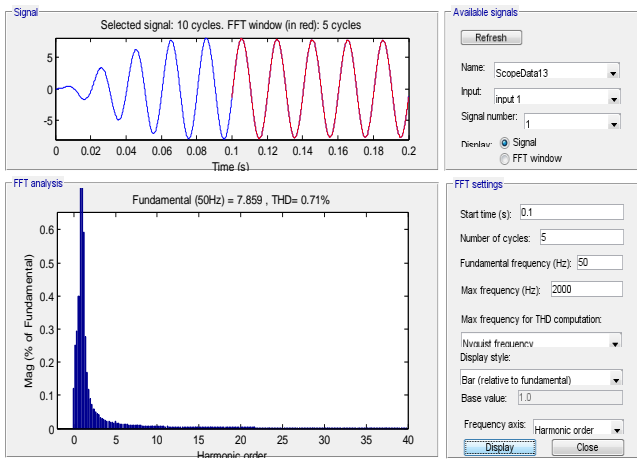 Signal
Selected signal: 10 cycles. FFT window (in red): 5 cycles
5
0
-5
0
0.02
0.04
0.06
0.08
0.1
0.12
0.14
0.16
0.18
0.2
Time (s)
FFT analysis
Fundamental (50Hz) = 7.859 , THD= 0.71%
0.6
0.5
0.4
0.3
0.2
0.1
0
Mag (% of Fundamental)
0
5
10
15
20
25
30
35
40
Harmonic order
Available signals
Refresh
Name:
ScopeData13
Input:
input 1
Signal number:
1
Display:
Signal
FFT window
FFT settings
Start time (s): 0.1
Number of cycles: 5
Fundamental frequency (Hz): 50
Max frequency (Hz): 2000
Max frequency for THD computation:
Nyquist frequency
Display style:
Bar (relative to fundamental)
Base value: 1.0
Frequency axis: Harmonic order
Display
Close